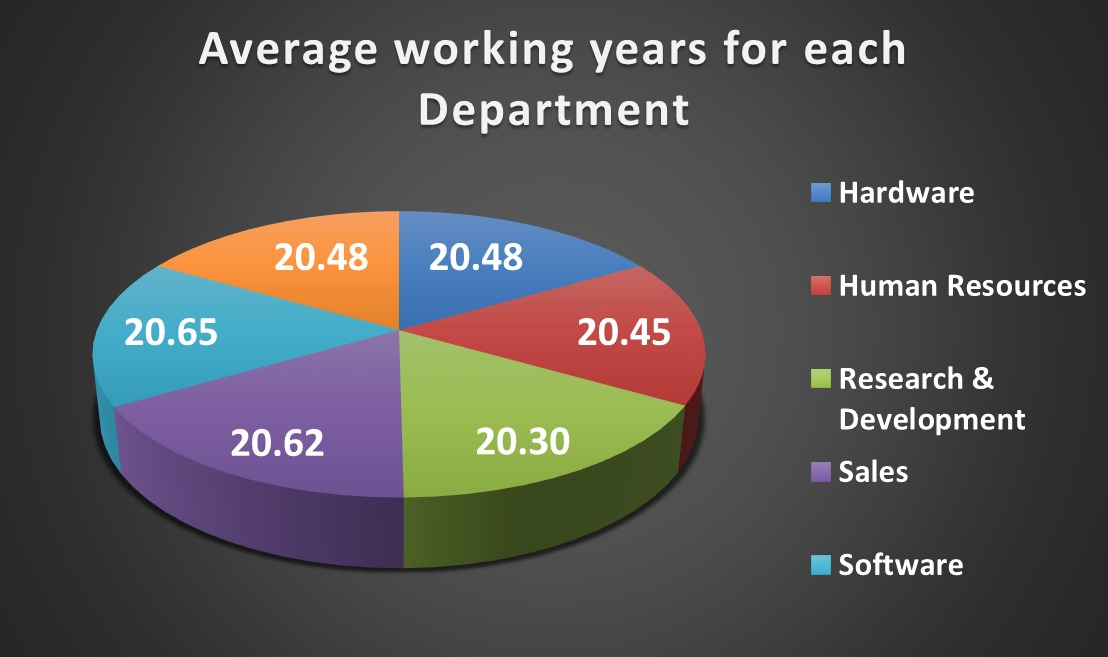 Average working years for each
Department
20.48
20.48
20.65
20.45
20.62
20.30
Hardware
Human Resources
Research &
Development
Sales
Software